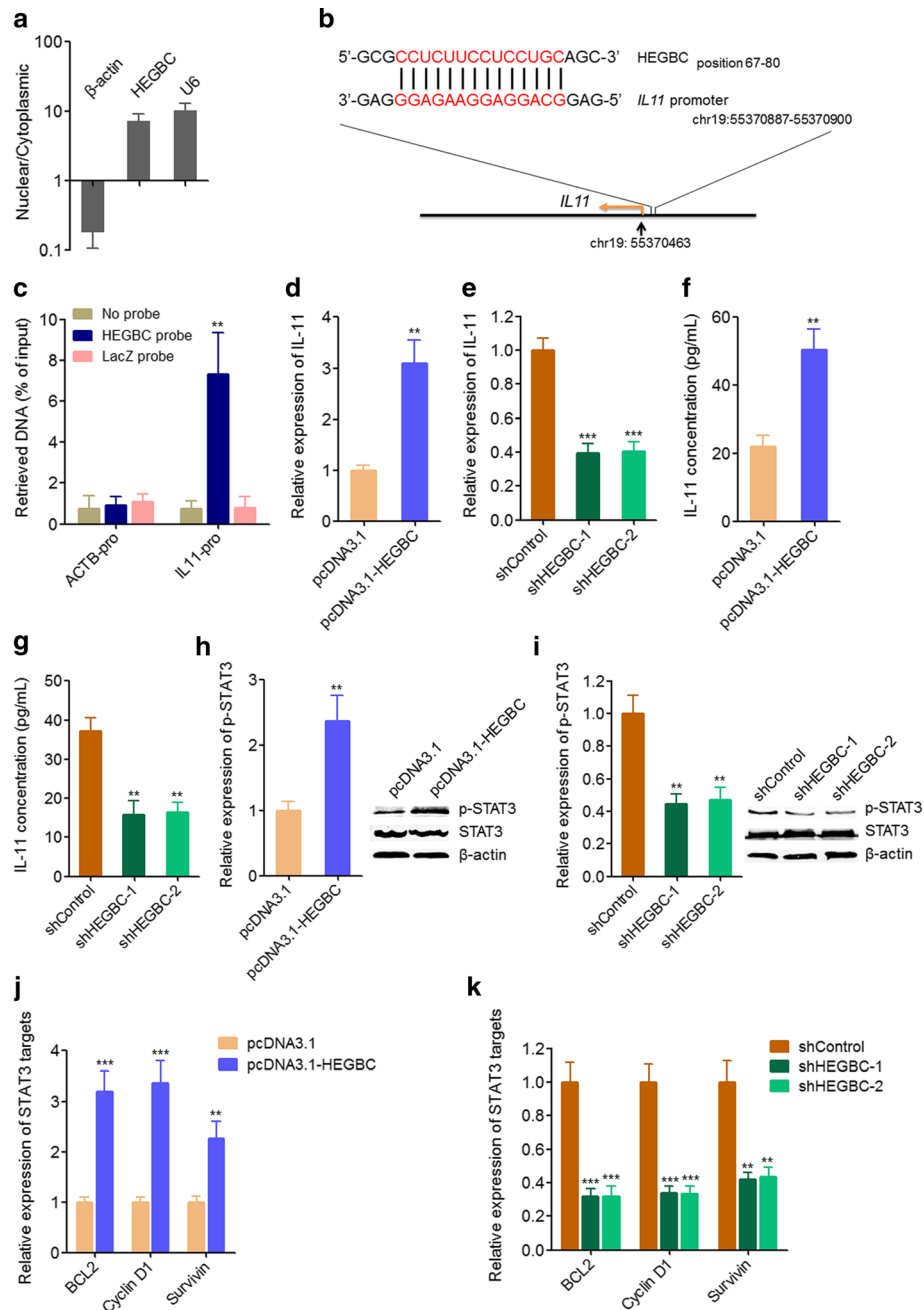 a
Nuclear/Cytoplasmic
100
10
1
0.1
β-actin
HEGBC
U6
b
5’-GCGCCUCUUCCUCCUGCAGC-3’
HEGBC position 67-80
3’-GAGGGAGAAGGAGGACGGAG-5’
IL11 promoter
chr19:55370887-55370900
IL11
chr19: 55370463
c
Retrieved DNA (% of input)
10
8
6
4
2
0
No probe
HEGBC probe
LacZ probe
**
ACTB-pro
IL11-pro
d
Relative expression of IL-11
4
3
2
1
0
**
pcDNA3.1
pcDNA3.1-HEGBC
e
Relative expression of IL-11
1.2
1.0
0.8
0.6
0.4
0.2
0.0
***
***
shControl
shHEGBC-1
shHEGBC-2
f
IL-11 concentration (pg/mL)
60
40
20
0
**
pcDNA3.1
pcDNA3.1-HEGBC
g
IL-11 concentration (pg/mL)
50
40
30
20
10
0
**
**
shControl
shHEGBC-1
shHEGBC-2
h
Relative expression of p-STAT3
3
2
1
0
**
pcDNA3.1
pcDNA3.1-HEGBC
pcDNA3.1
pcDNA3.1-HEGBC
p-STAT3
STAT3
β-actin
i
Relative expression of p-STAT3
1.2
1.0
0.8
0.6
0.4
0.2
0.0
**
**
shControl
shHEGBC-1
shHEGBC-2
shControl
shHEGBC-1
shHEGBC-2
p-STAT3
STAT3
β-actin
j
Relative expression of STAT3 targets
4
3
2
1
0
***
***
**
pcDNA3.1
pcDNA3.1-HEGBC
BCL2
Cyclin D1
Survivin
k
Relative expression of STAT3 targets
1.2
1.0
0.8
0.6
0.4
0.2
0.0
***
***
***
***
**
**
shControl
shHEGBC-1
shHEGBC-2
BCL2
Cyclin D1
Survivin